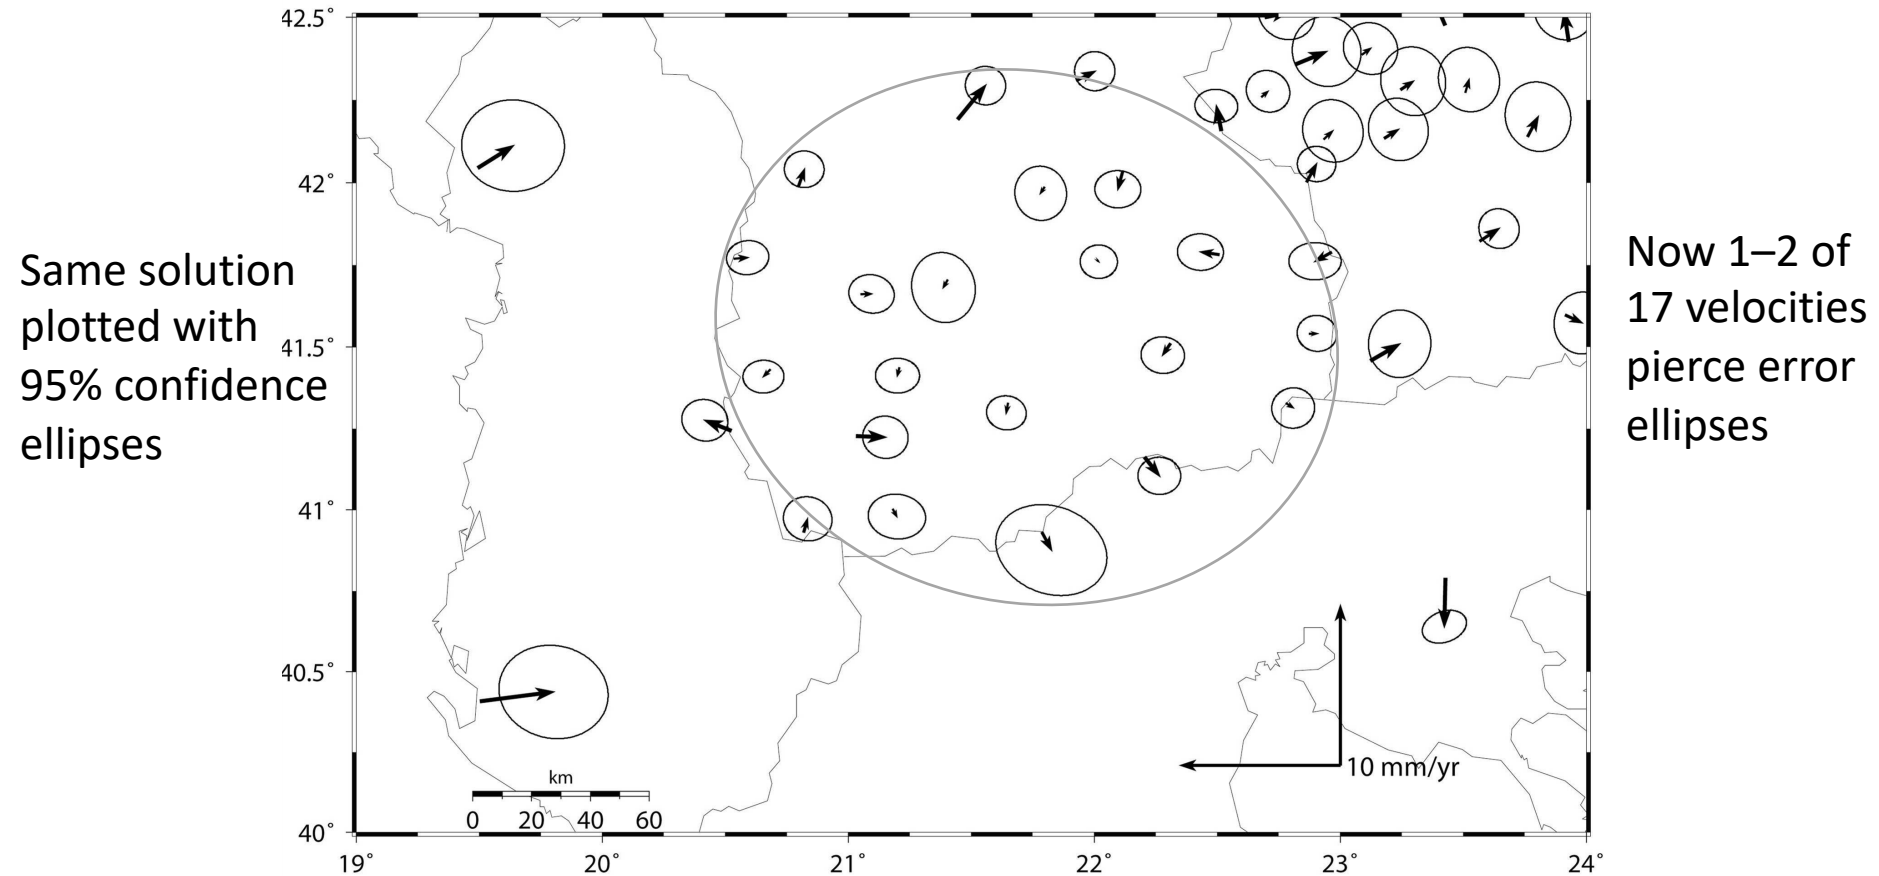 Same solution
plotted with
95% confidence
ellipses
42.5°
42°
41.5°
41°
40.5°
40°
19°
20°
21°
22°
23°
24°
km
0 20 40 60
10 mm/yr
Now 1–2 of
17 velocities
pierce error
ellipses